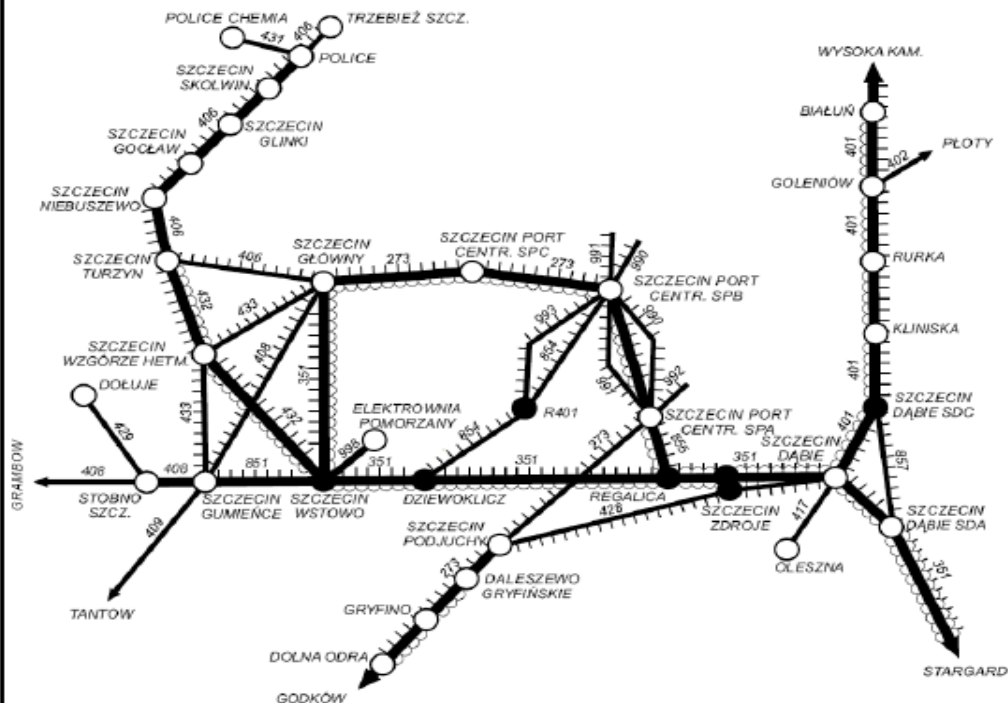 POLICE CHEMIA
TRZEBIEŻ SZCZ.
431
406
POLICE
SZCZECIN
SKOLWIN
406
SZCZECIN
GLINKI
SZCZECIN
GOCŁAW
SZCZECIN
NIEBUSZEWO
406
SZCZECIN
TURZYN
406
SZCZECIN
GŁÓWNY
273
SZCZECIN PORT
CENTR. SPC
273
991
990
SZCZECIN PORT
CENTR. SPB
WYSOKA KAM.
BIAŁUŃ
401
402
PŁOTY
GOLENIÓW
401
RURKA
KLINISKA
401
SZCZECIN
DĄBIE SDC
432
433
408
351
993
854
990
997
992
SZCZECIN
WZGÓRZE HETM.
DOŁUJE
429
433
432
ELEKTROWNIA
POMORZANY
998
R401
854
SZCZECIN PORT
CENTR. SPA
273
856
SZCZECIN
DĄBIE
401
857
GRAMBOW
408
408
851
351
351
351
STOBNO
SZCZ.
SZCZECIN
GUMIEŃCE
SZCZECIN
WSTOWO
DZIEWOKLICZ
REGALICA
SZCZECIN
ZDROJE
428
417
SZCZECIN
DĄBIE SDA
409
SZCZECIN
PODJUCHY
OLESZNA
351
273
DALESZEWO
GRYFIŃSKIE
TANTOW
GRYFINO
DOLNA ODRA
GODKÓW
STARGARD